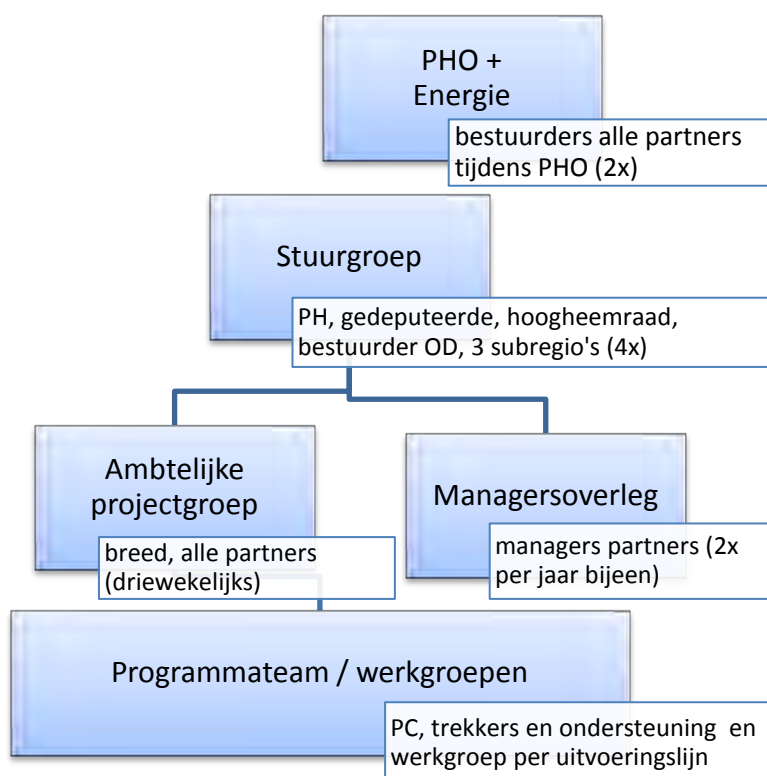 PHO +
Energie
bestuurders alle partners
tijdens PHO (2x)
Stuurgroep
PH, gedeputeerde, hoogheemraad,
bestuurder OD, 3 subregio's (4x)
Ambtelijke
projectgroep
breed, alle partners
(driewekelijks)
Managersoverleg
managers partners (2x
per jaar bijeen)
Programmateam / werkgroepen
PC, trekkers en ondersteuning en
werkgroep per uitvoeringslijn